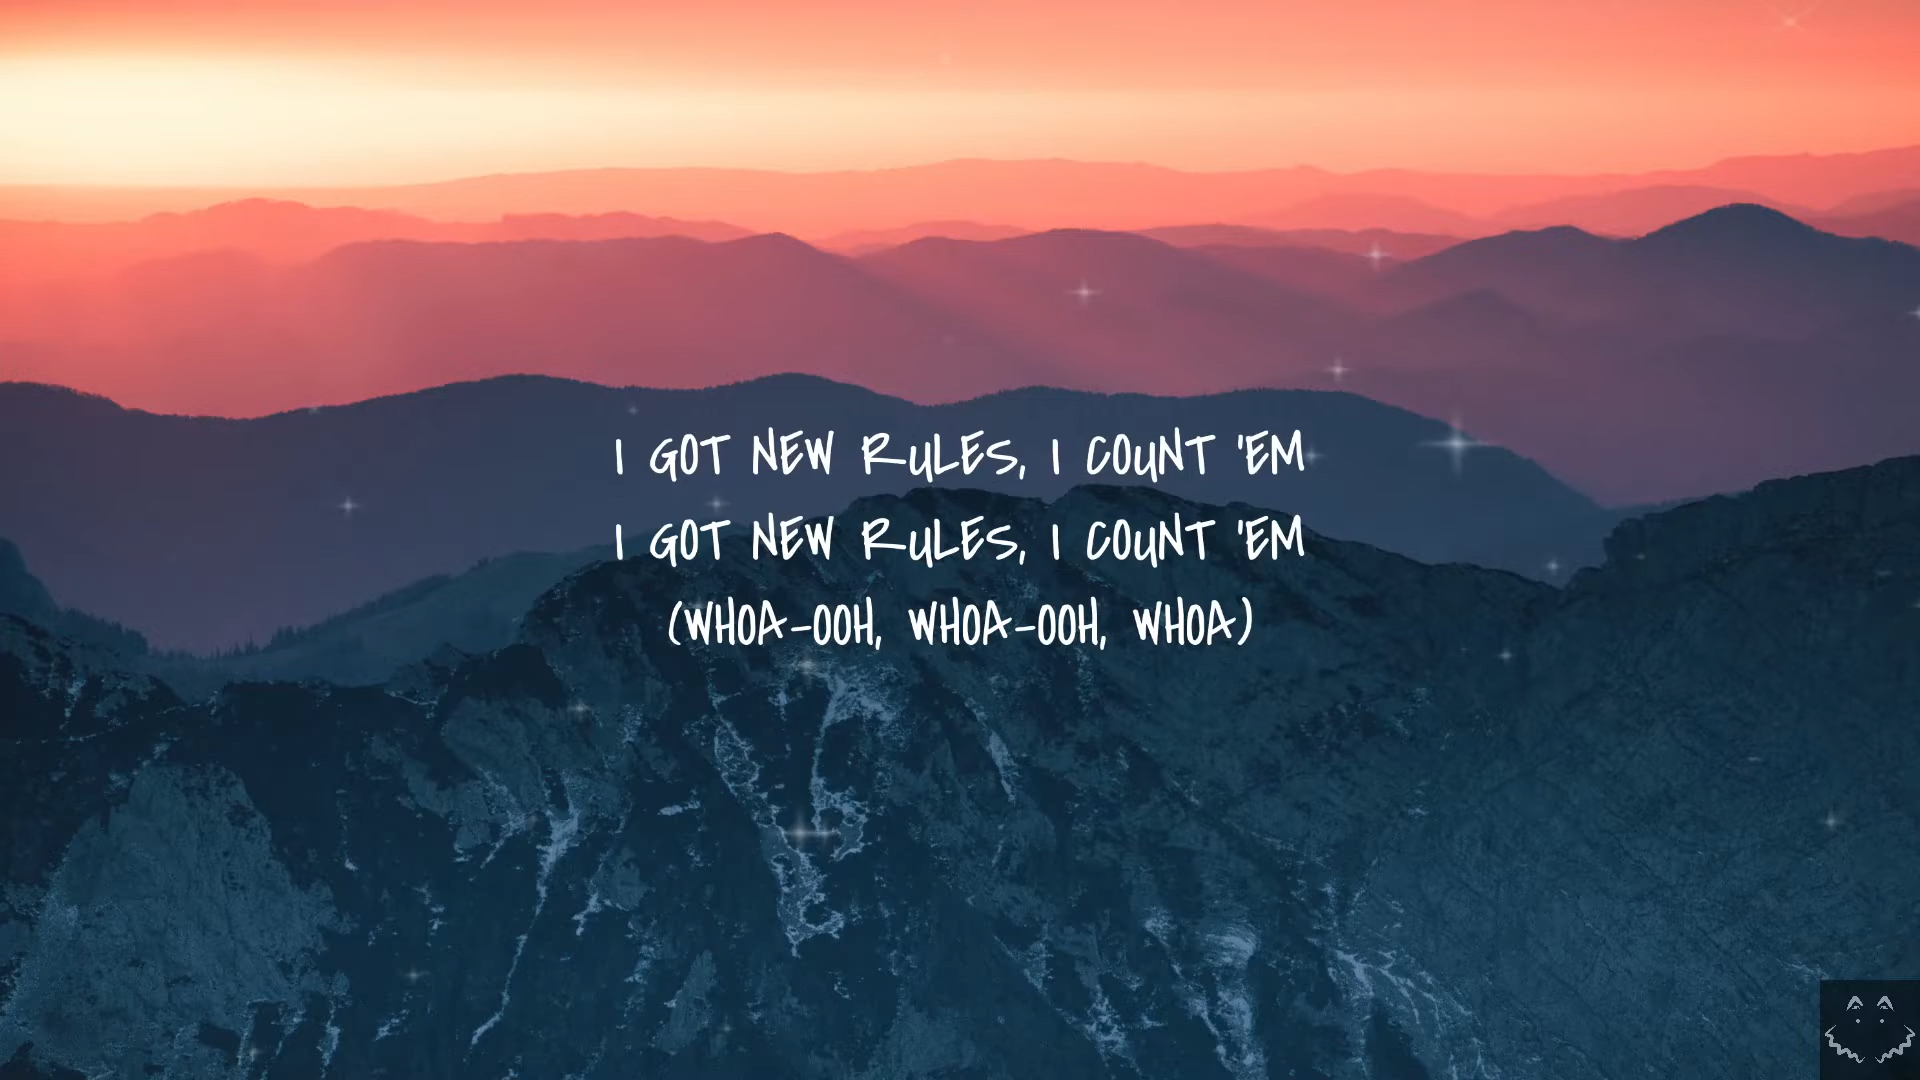 I GOT NEW RULES, I COUNT 'EM
I GOT NEW RULES, I COUNT 'EM
(WHOA-OOH, WHOA-OOH, WHOA)